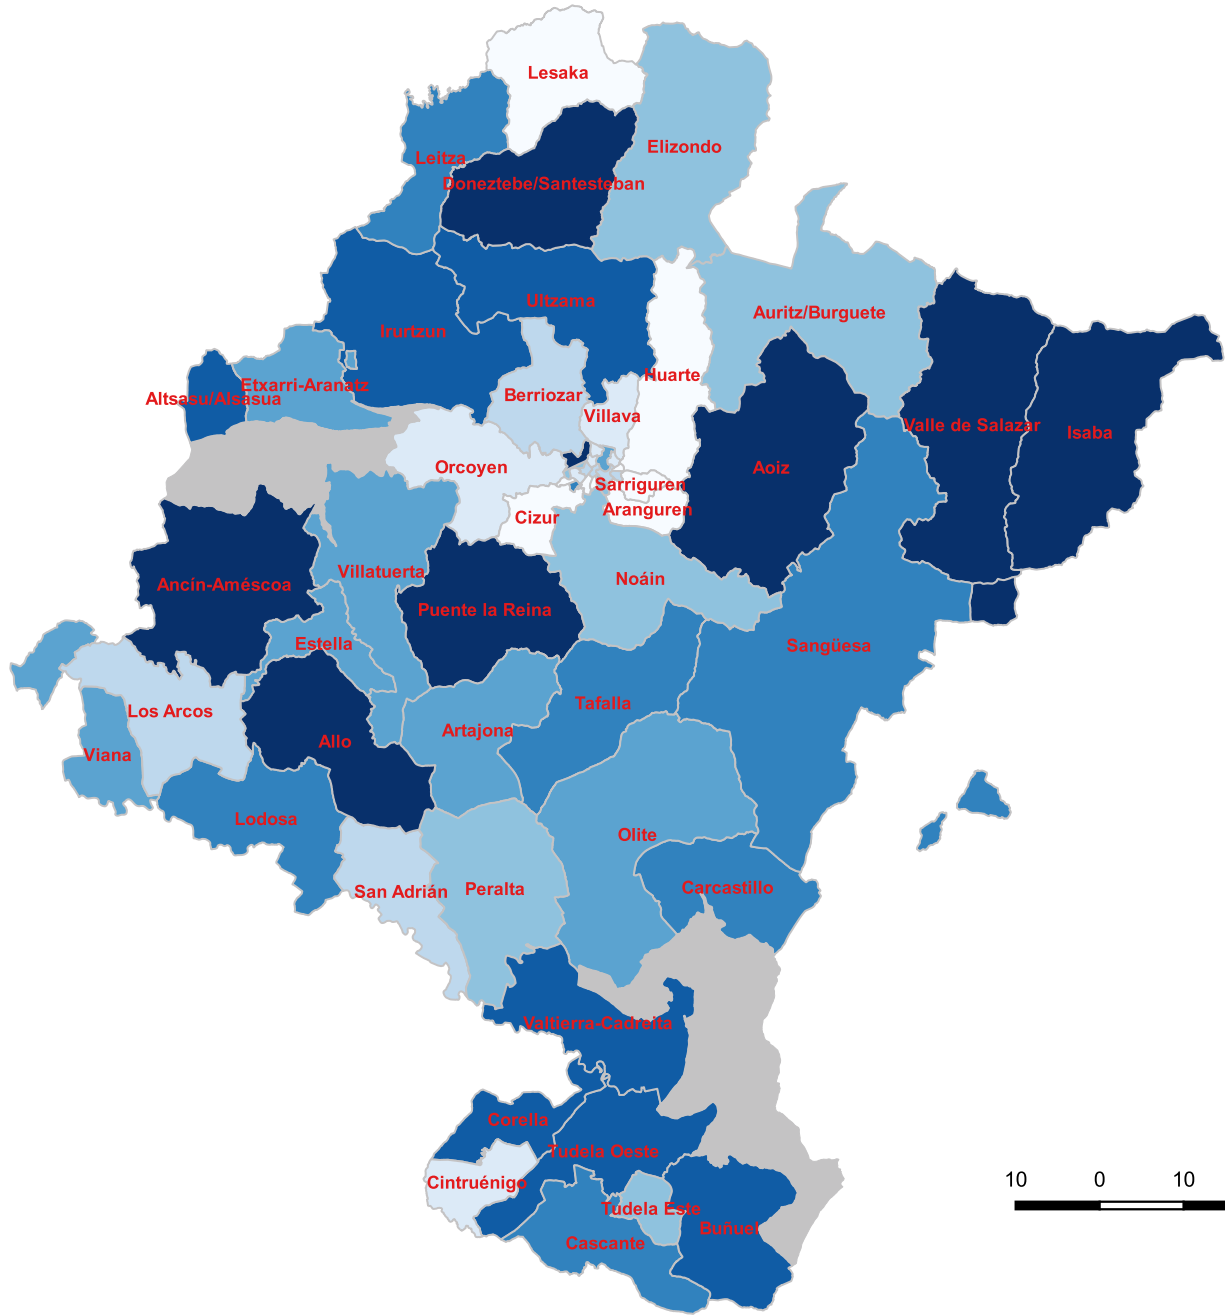 Lesaka
Elizondo
Leitza
Doneztebe/Santesteban
Ultzama
Auritz/Burguete
Irurtzun
Huarte
Etxarri-Aranatz
Altsasu/Alsasua
Berriozar
Villava
Valle de Salazar
Isaba
Orcoyen
Aoiz
Sarriguren
Aranguren
Cizur
Villatuerta
Noáin
Ancín-Améscoa
Puente la Reina
Estella
Sangüesa
Tafalla
Los Arcos
Artajona
Allo
Viana
Lodosa
Olite
San Adrián
Peralta
Carcastillo
Valtierra-Cadreita
Corella
Tudela Oeste
Cintruénigo
Tudela Este
Buñuel
Cascante
10 0 10